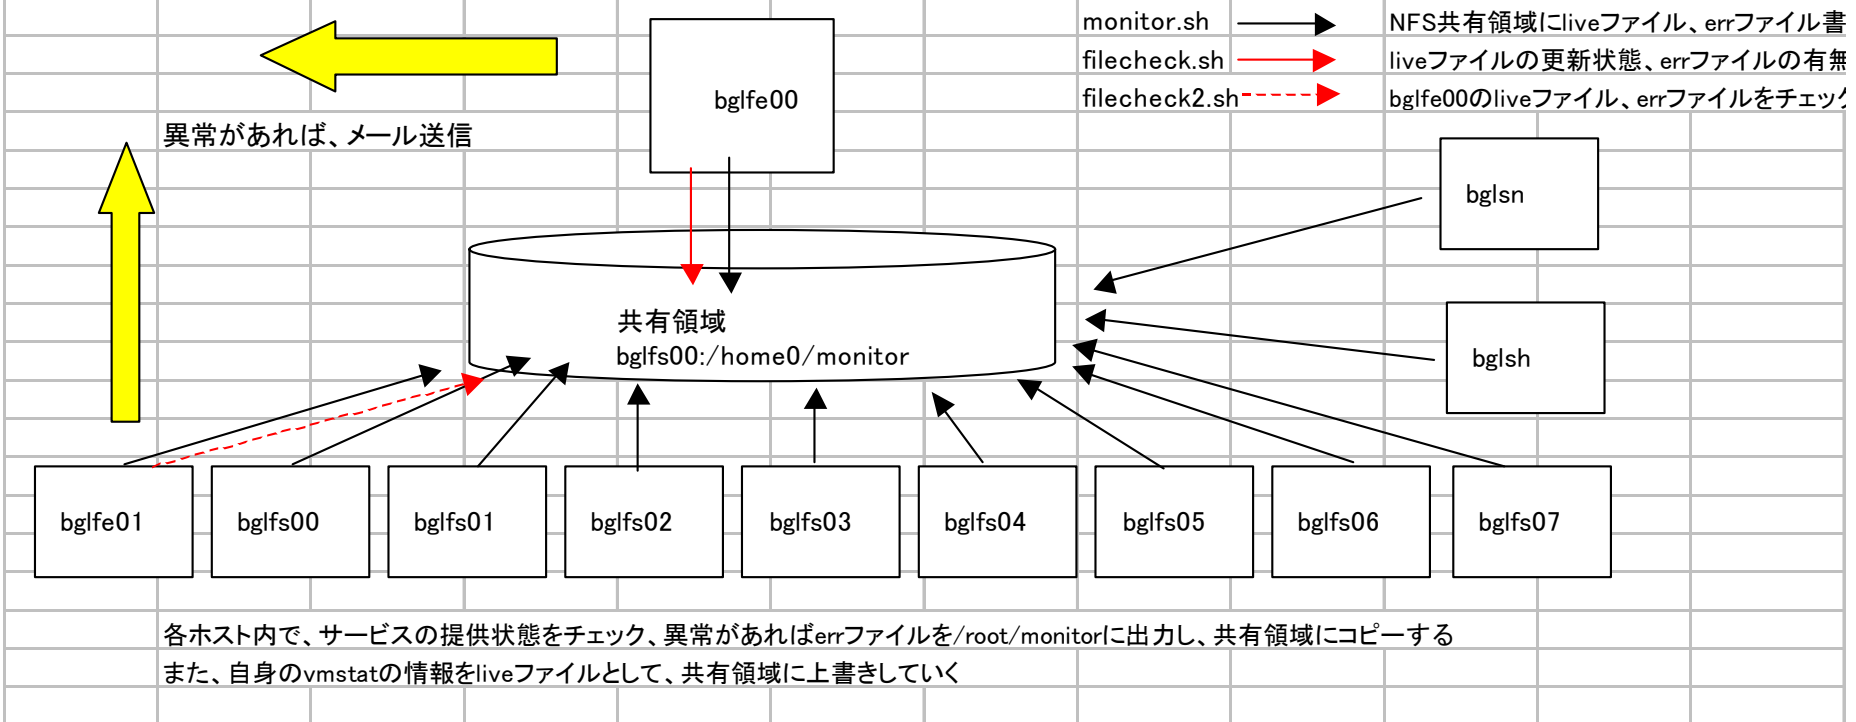 monitor.sh NFS共有領域にliveファイル、errファイル書
filecheck.sh liveファイルの更新状態、errファイルの有無
filecheck2.sh bglfe00のliveファイル、errファイルをチェック
bglfe00
異常があれば、メール送信
bglsn
共有領域
bglfs00:/home0/monitor
bglsh
bglfe01 bglfs00 bglfs01 bglfs02 bglfs03 bglfs04 bglfs05 bglfs06 bglfs07
各ホスト内で、サービスの提供状態をチェック、異常があればerrファイルを/root/monitorに出力し、共有領域にコピーする
また、自身のvmstatの情報をliveファイルとして、共有領域に上書きしていく